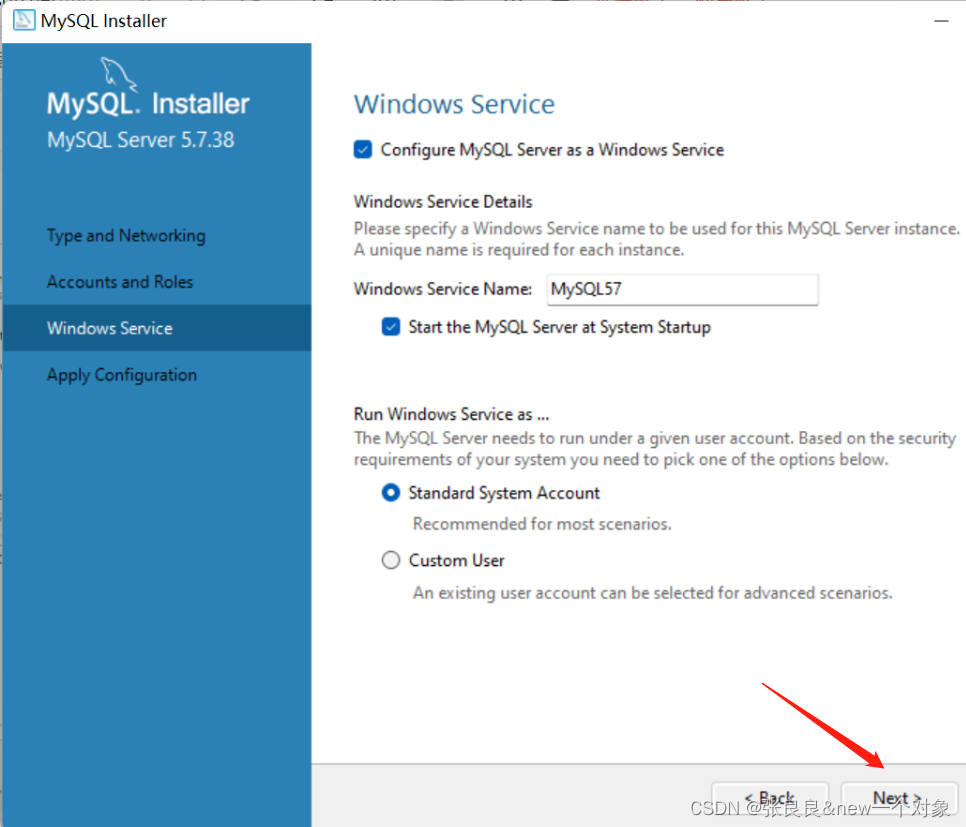 MySQL Installer
MySQL. Installer
MySQL Server 5.7.38
Type and Networking
Accounts and Roles
Windows Service
Apply Configuration
Windows Service
Configure MySQL Server as a Windows Service
Windows Service Details
Please specify a Windows Service name to be used for this MySQL Server instance.
A unique name is required for each instance.
Windows Service Name: MySQL57
Start the MySQL Server at System Startup
Run Windows Service as ...
The MySQL Server needs to run under a given user account. Based on the security
requirements of your system you need to pick one of the options below.
Standard System Account
Recommended for most scenarios.
Custom User
An existing user account can be selected for advanced scenarios.
< Back
Next >
CSDN @张良良&new一个对象